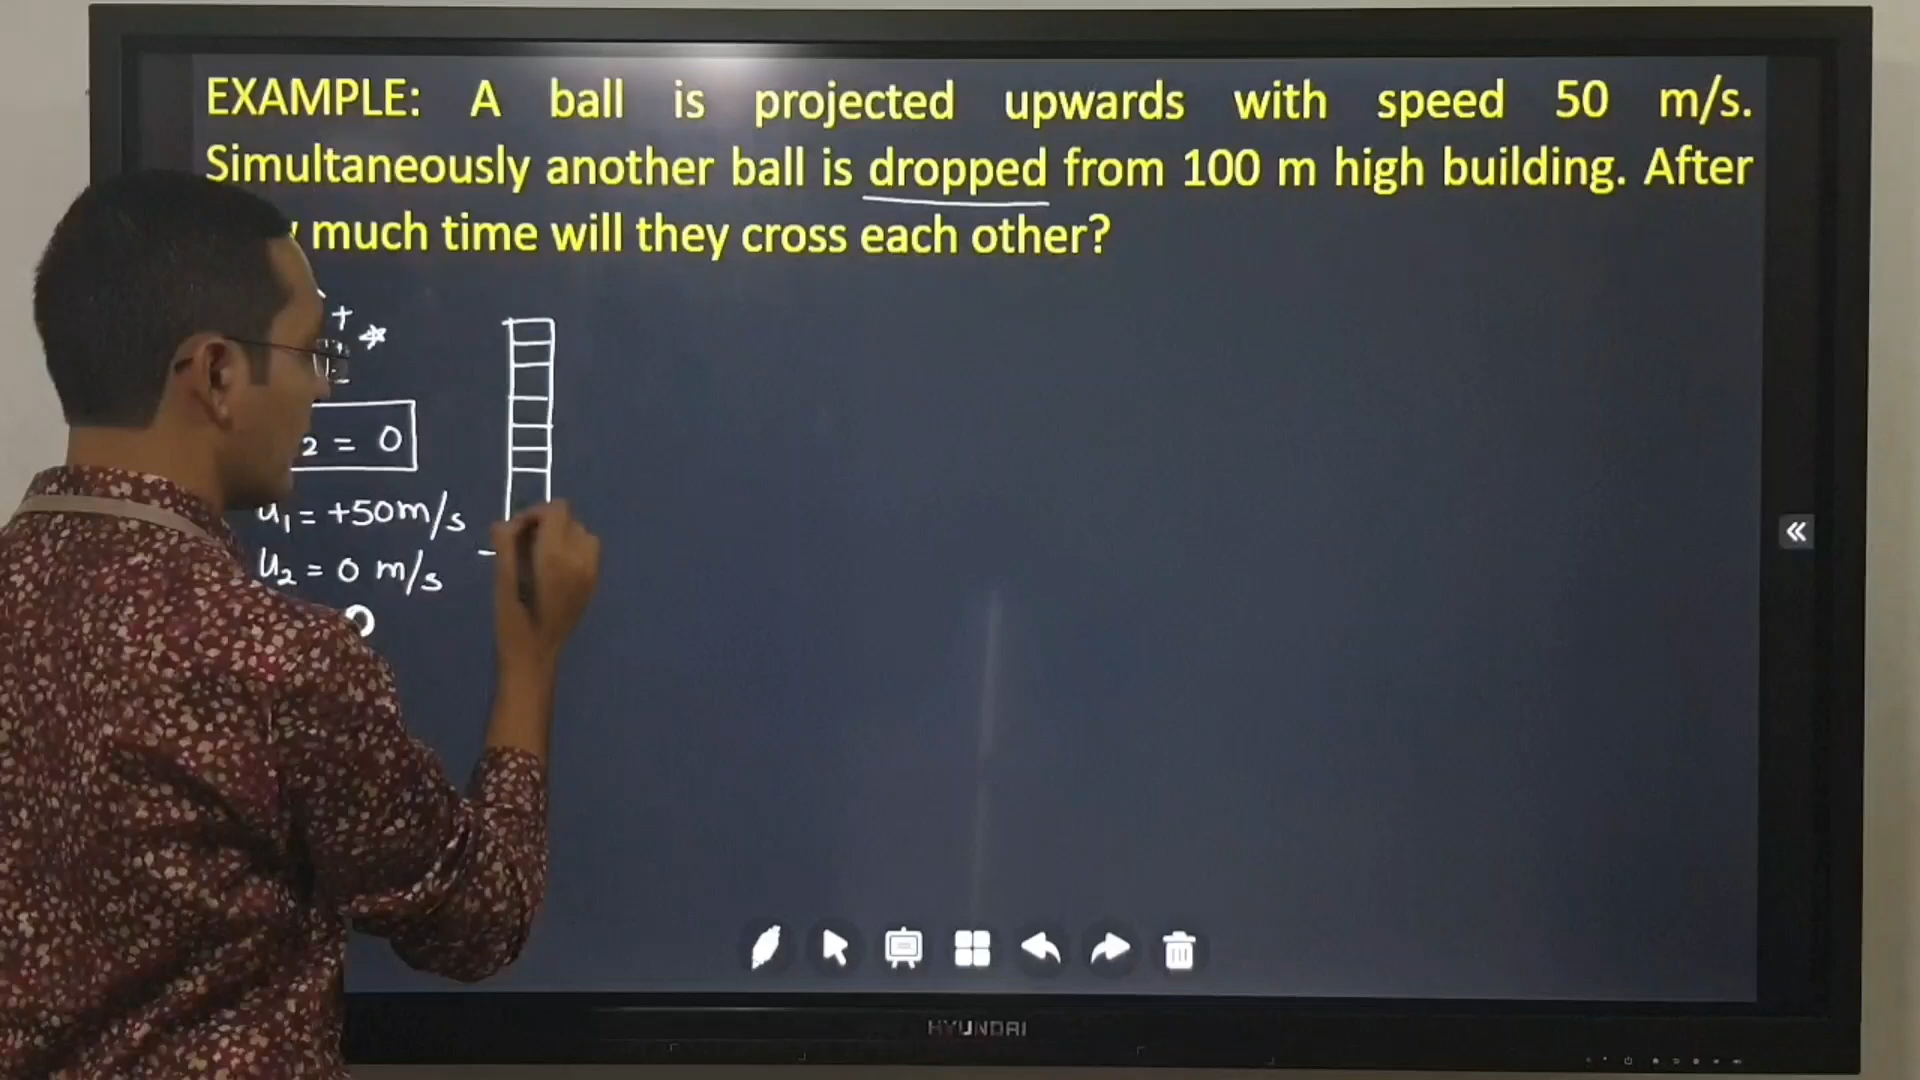 EXAMPLE: A ball is projected upwards with speed 50 m/s.
Simultaneously another ball is dropped from 100 m high building. After
much time will they cross each other?
+
2 = 0
u₁ = +50m/s
u₂ = 0 m/s
HYUNDAI